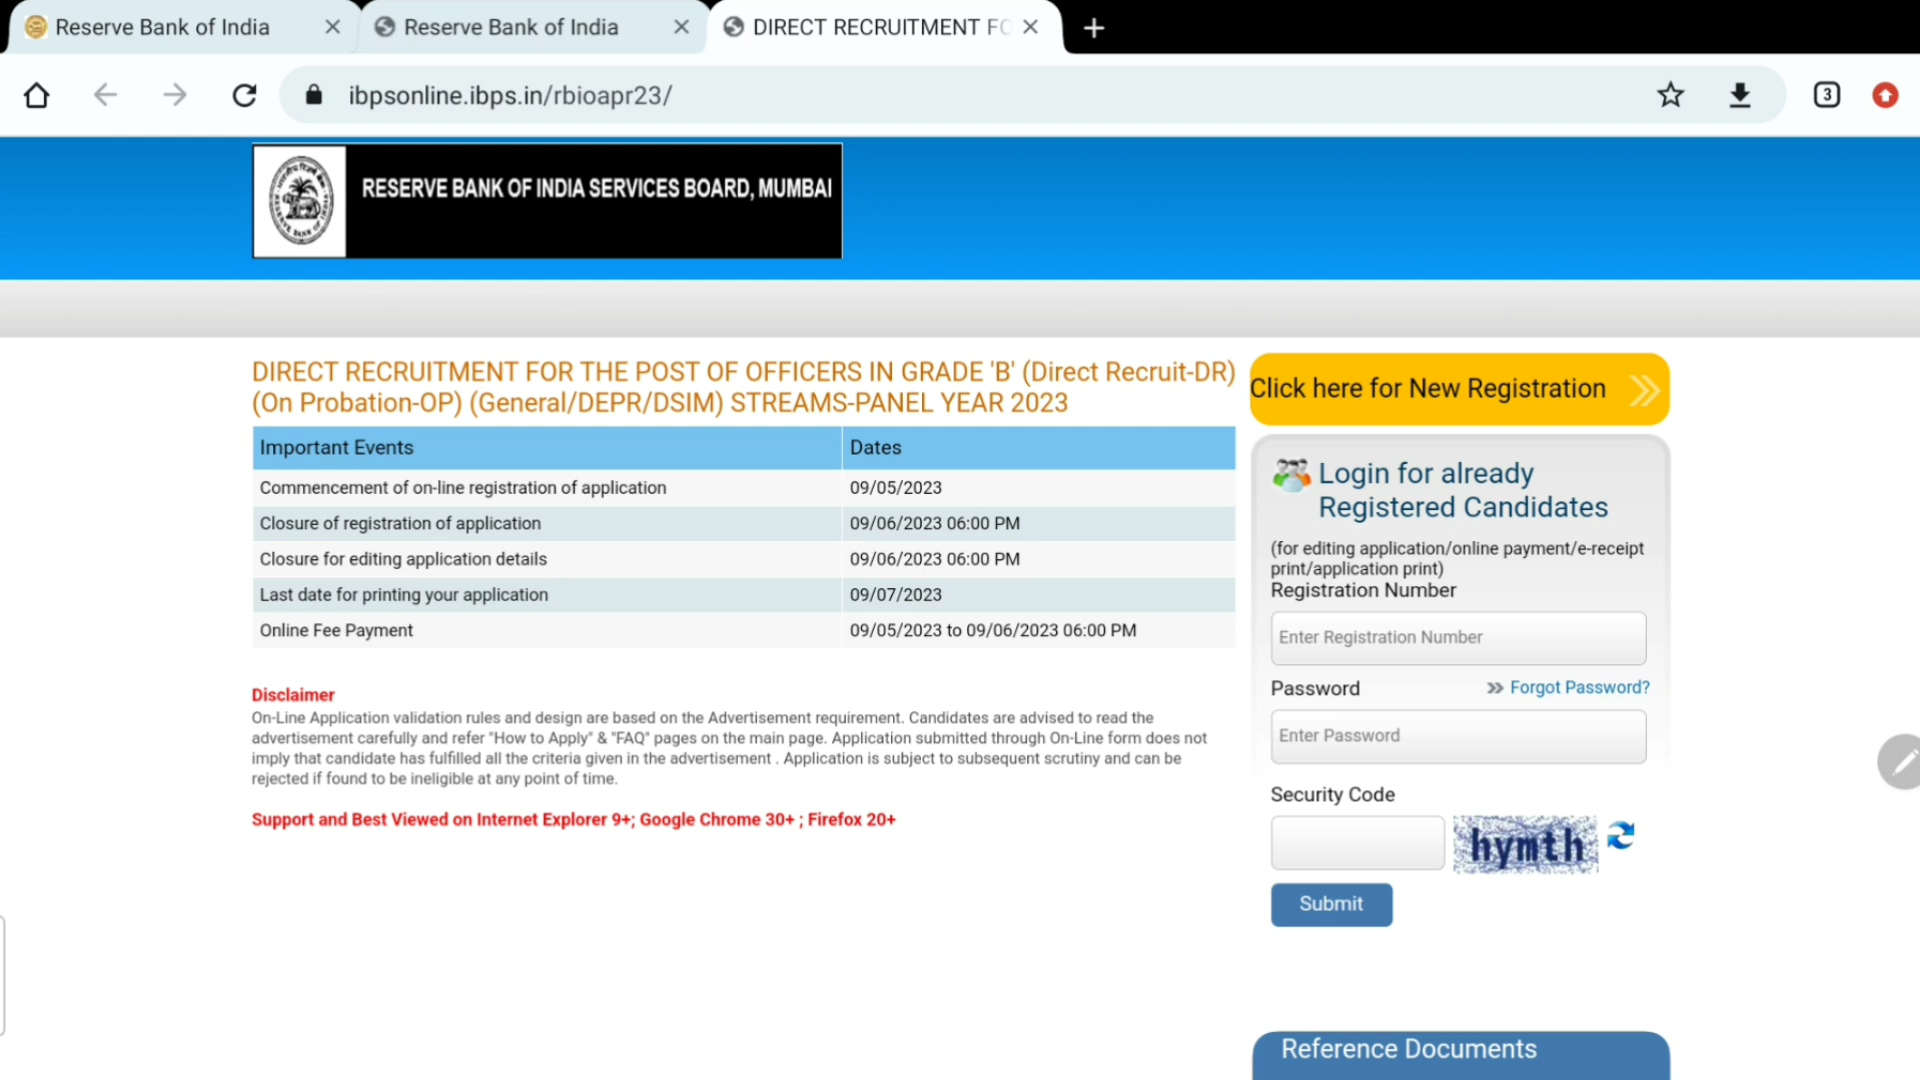 Reserve Bank of India
Reserve Bank of India
DIRECT RECRUITMENT FO
ibpsonline.ibps.in/rbioapr23/
3
RESERVE BANK OF INDIA SERVICES BOARD, MUMBAI
DIRECT RECRUITMENT FOR THE POST OF OFFICERS IN GRADE 'B' (Direct Recruit-DR)
(On Probation-OP) (General/DEPR/DSIM) STREAMS-PANEL YEAR 2023
Important Events Dates
Commencement of on-line registration of application 09/05/2023
Closure of registration of application 09/06/2023 06:00 PM
Closure for editing application details 09/06/2023 06:00 PM
Last date for printing your application 09/07/2023
Online Fee Payment 09/05/2023 to 09/06/2023 06:00 PM
Disclaimer
On-Line Application validation rules and design are based on the Advertisement requirement. Candidates are advised to read the
advertisement carefully and refer "How to Apply" & "FAQ" pages on the main page. Application submitted through On-Line form does not
imply that candidate has fulfilled all the criteria given in the advertisement . Application is subject to subsequent scrutiny and can be
rejected if found to be ineligible at any point of time.
Support and Best Viewed on Internet Explorer 9+; Google Chrome 30+ ; Firefox 20+
Click here for New Registration
Login for already
Registered Candidates
(for editing application/online payment/e-receipt
print/application print)
Registration Number
Enter Registration Number
Password Forgot Password?
Enter Password
Security Code
hymth
Submit
Reference Documents